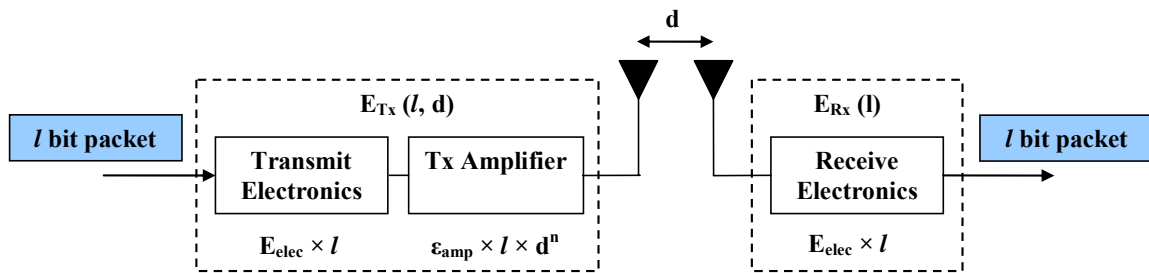 d
E_Tx (l, d)
E_Rx (l)
l bit packet
Transmit
Electronics
Tx Amplifier
Receive
Electronics
l bit packet
E_elec × l
ε_amp × l × d^n
E_elec × l